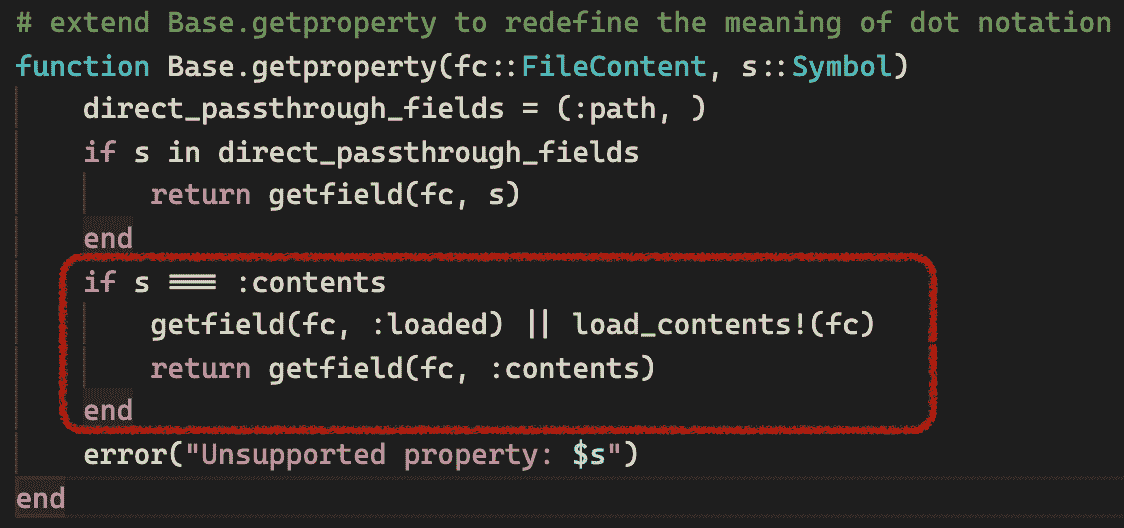 # extend Base.getproperty to redefine the meaning of dot notation
function Base.getproperty(fc::FileContent, s::Symbol)
    direct_passthrough_fields = (:path, )
    if s in direct_passthrough_fields
        return getfield(fc, s)
    end
    if s === :contents
        getfield(fc, :loaded) || load_contents!(fc)
        return getfield(fc, :contents)
    end
    error("Unsupported property: $s")
end